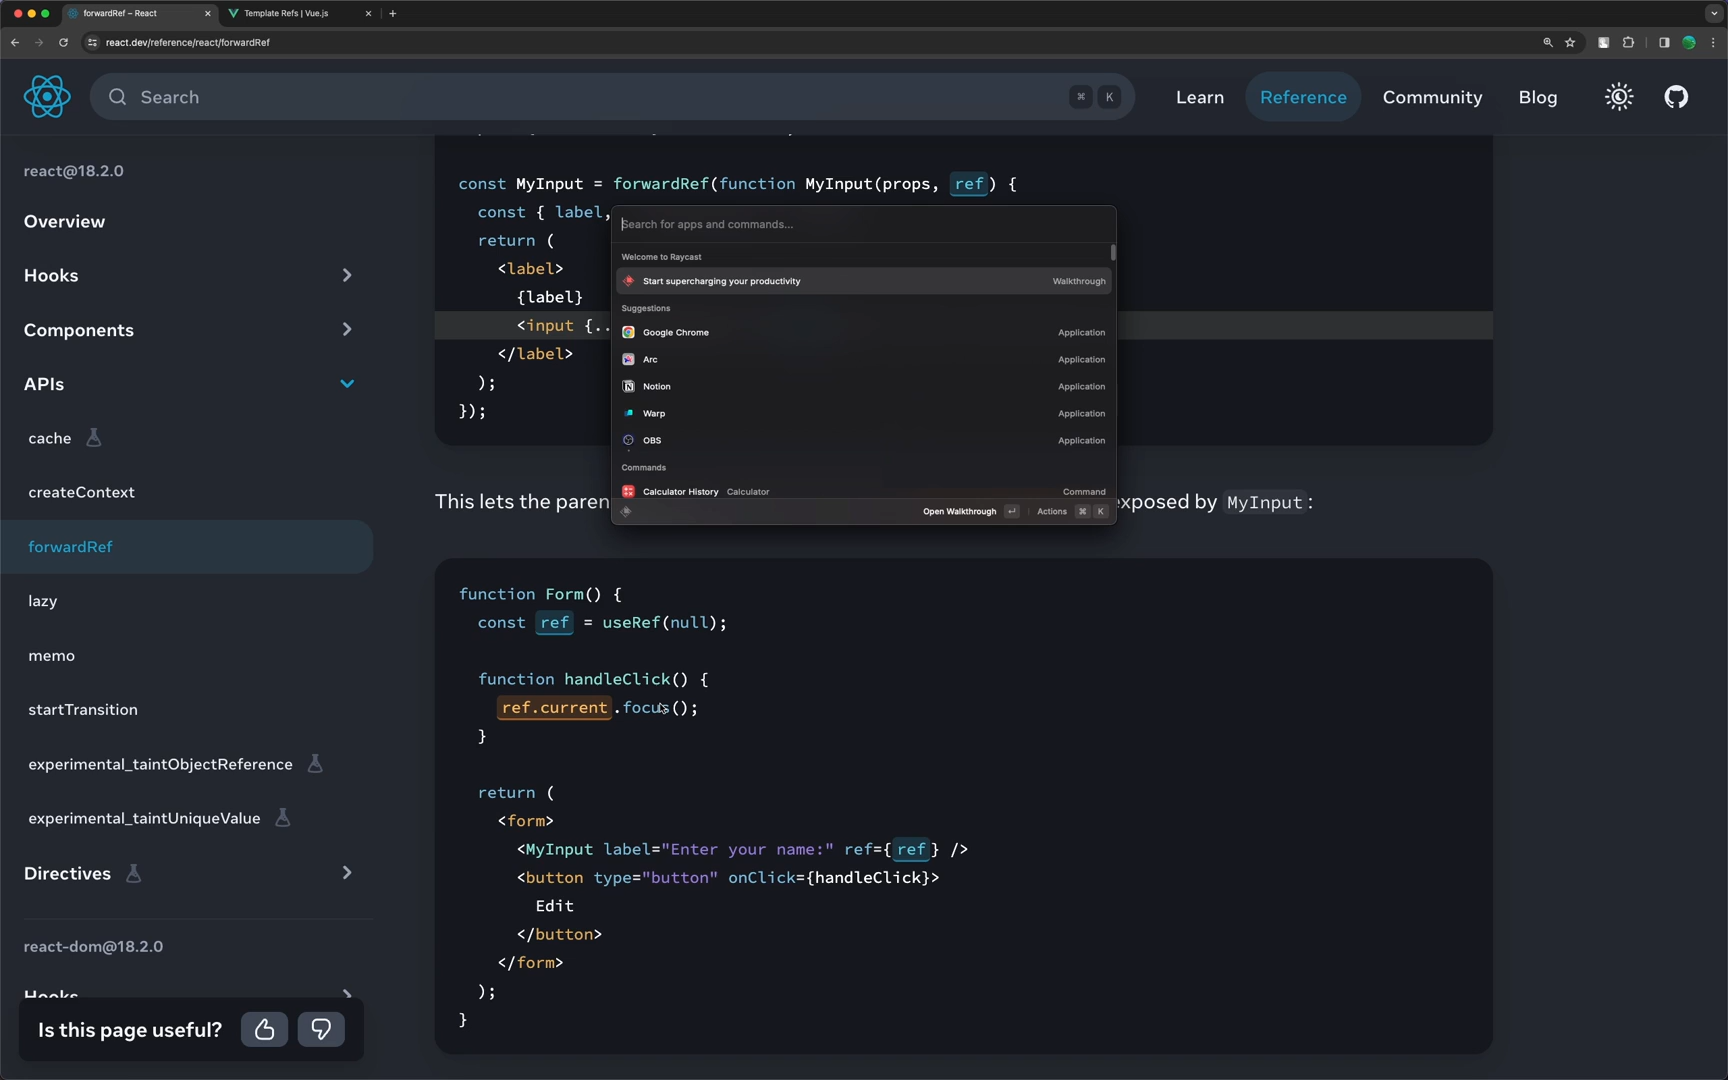 forwardRef – React
Template Refs | Vue.js
react.dev/reference/react/forwardRef
Search
⌘ K
Learn
Reference
Community
Blog
react@18.2.0
Overview
Hooks
Components
APIs
cache
createContext
forwardRef
lazy
memo
startTransition
experimental_taintObjectReference
experimental_taintUniqueValue
Directives
react-dom@18.2.0
Hooks
Is this page useful?
const MyInput = forwardRef(function MyInput(props, ref) {
const { label,
return (
<label>
{label}
<input {..
</label>
);
});
Search for apps and commands...
Welcome to Raycast
Start supercharging your productivity Walkthrough
Suggestions
Google Chrome Application
Arc Application
Notion Application
Warp Application
OBS Application
Commands
Calculator History Calculator Command
Open Walkthrough ↵ Actions ⌘ K
This lets the paren
xposed by MyInput:
function Form() {
const ref = useRef(null);
function handleClick() {
ref.current.focus();
}
return (
<form>
<MyInput label="Enter your name:" ref={ref} />
<button type="button" onClick={handleClick}>
Edit
</button>
</form>
);
}